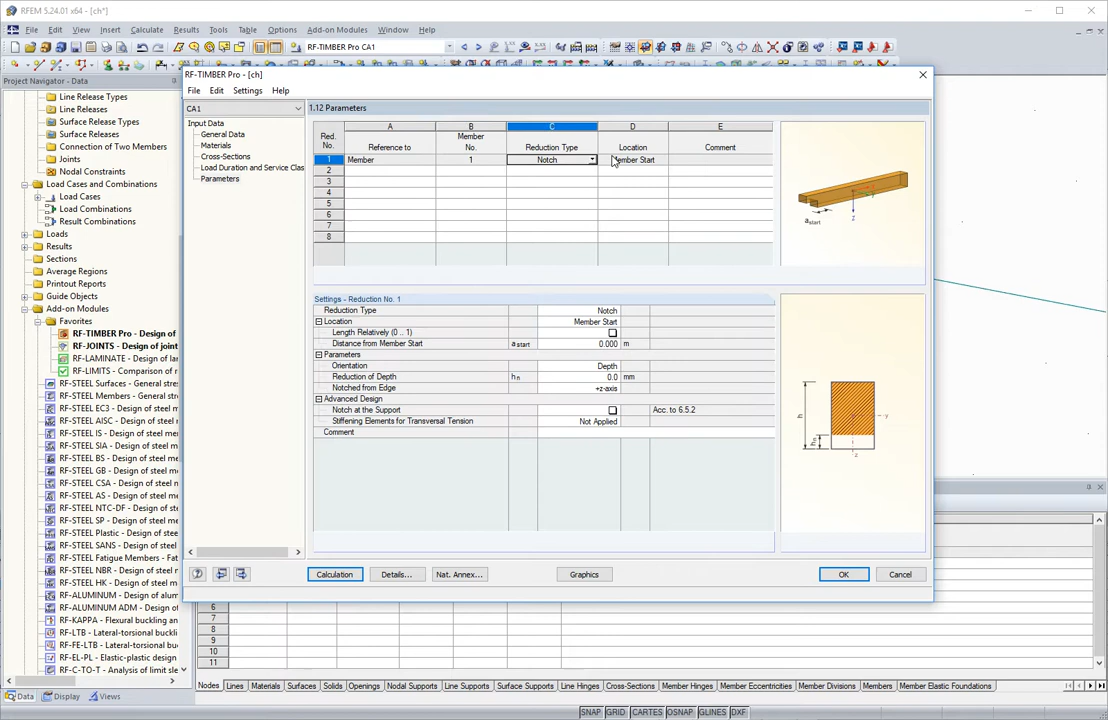 RFEM 5.24.01 x64 - [ch*]
File Edit View Insert Calculate Results Tools Table Options Add-on Modules Window Help
RF-TIMBER Pro CA1
Project Navigator - Data
Line Release Types
Line Releases
Surface Release Types
Surface Releases
Connection of Two Members
Joints
Nodal Constraints
Load Cases and Combinations
Load Cases
Load Combinations
Result Combinations
Loads
Results
Sections
Average Regions
Printout Reports
Guide Objects
Add-on Modules
Favorites
RF-TIMBER Pro - Design of
RF-JOINTS - Design of joint
RF-LAMINATE - Design of lar
RF-LIMITS - Comparison of r
RF-STEEL Surfaces - General stre
RF-STEEL Members - General str
RF-STEEL EC3 - Design of steel m
RF-STEEL AISC - Design of steel
RF-STEEL IS - Design of steel me
RF-STEEL SIA - Design of steel m
RF-STEEL BS - Design of steel me
RF-STEEL GB - Design of steel me
RF-STEEL CSA - Design of steel m
RF-STEEL AS - Design of steel me
RF-STEEL NTC-DF - Design of ste
RF-STEEL SP - Design of steel me
RF-STEEL Plastic - Design of stee
RF-STEEL SANS - Design of steel
RF-STEEL Fatigue Members - Fati
RF-STEEL NBR - Design of steel m
RF-STEEL HK - Design of steel m
RF-ALUMINUM - Design of alum
RF-ALUMINUM ADM - Design of
RF-KAPPA - Flexural buckling an
RF-LTB - Lateral-torsional buckli
RF-FE-LTB - Lateral-torsional buc
RF-EL-PL - Elastic-plastic design
RF-C-TO-T - Analysis of limit sle
Data Display Views
RF-TIMBER Pro - [ch]
File Edit Settings Help
CA1
Input Data
General Data
Materials
Cross-Sections
Load Duration and Service Clas
Parameters
1.12 Parameters
A B C D E
Red. No. Reference to Member No. Reduction Type Location Comment
1 Member 1 Notch Member Start
2
3
4
5
6
7
8
a start
Settings - Reduction No. 1
Reduction Type Notch
Location Member Start
Length Relatively (0 .. 1)
Distance from Member Start a start 0.000 m
Parameters
Orientation Depth
Reduction of Depth h n 0.0 mm
Notched from Edge +z-axis
Advanced Design
Notch at the Support Acc. to 6.5.2
Stiffening Elements for Transversal Tension Not Applied
Comment
h
y
h n
z
Calculation Details... Nat. Annex... Graphics OK Cancel
6
7
8
9
10
11
Nodes Lines Materials Surfaces Solids Openings Nodal Supports Line Supports Surface Supports Line Hinges Cross-Sections Member Hinges Member Eccentricities Member Divisions Members Member Elastic Foundations
SNAP GRID CARTES OSNAP GLINES DXF